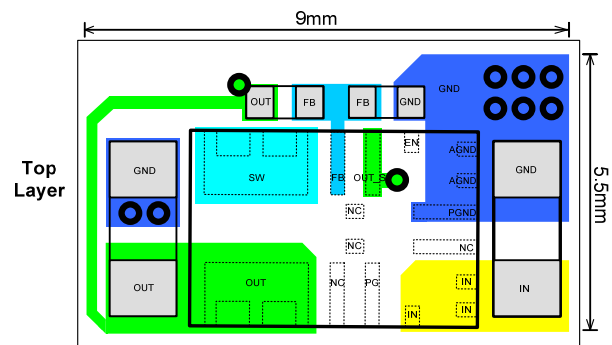 9mm
GND
OUT
FB
FB
GND
EN
AGND
Top
Layer
GND
SW
FB
OUT_S
AGND
GND
5.5mm
NC
PGND
NC
NC
OUT
OUT
NC
PG
IN
IN
IN
IN